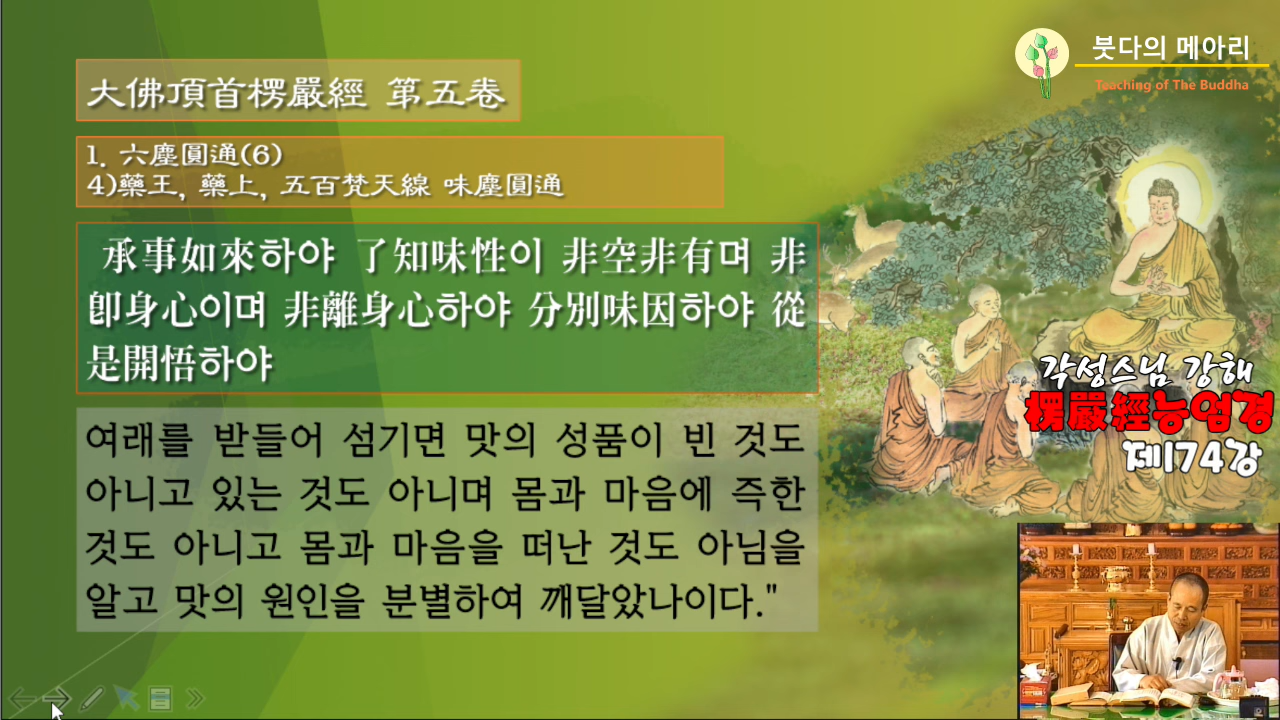 붓다의 메아리
Teaching of The Buddha
大佛頂首楞嚴經 第五卷
1. 六塵圓通(6)
4)藥王, 藥上, 五百梵天線 味塵圓通
承事如來하야 了知味性이 非空非有며 非
卽身心이며 非離身心하야 分別味因하야 從
是開悟하야
여래를 받들어 섬기면 맛의 성품이 빈 것도
아니고 있는 것도 아니며 몸과 마음에 즉한
것도 아니고 몸과 마음을 떠난 것도 아님을
알고 맛의 원인을 분별하여 깨달았나이다."
각성스님 강해
楞嚴經능엄경
제174강